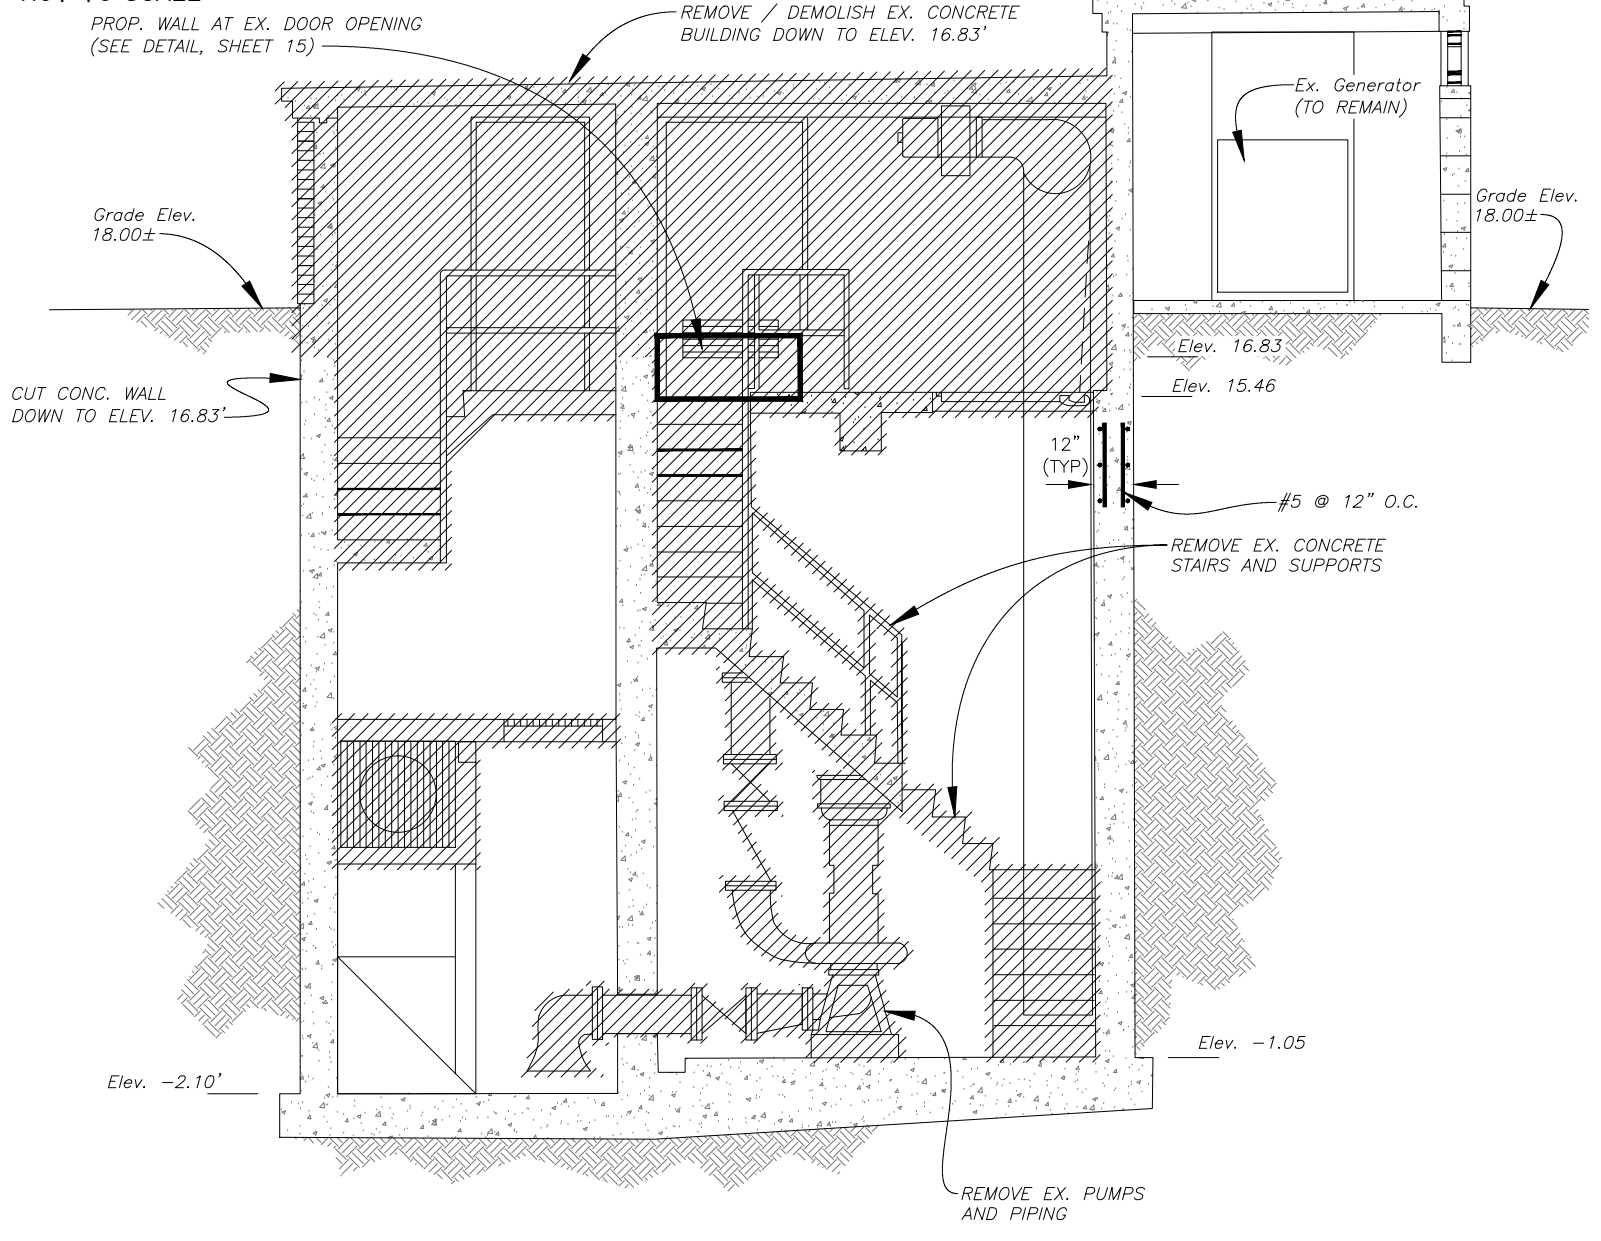 PROP. WALL AT EX. DOOR OPENING
(SEE DETAIL, SHEET 15)
REMOVE / DEMOLISH EX. CONCRETE
BUILDING DOWN TO ELEV. 16.83'
Ex. Generator
(TO REMAIN)
Grade Elev.
18.00±
Grade Elev.
18.00±
Elev. 16.83
Elev. 15.46
CUT CONC. WALL
DOWN TO ELEV. 16.83'
12"
(TYP)
#5 @ 12" O.C.
REMOVE EX. CONCRETE
STAIRS AND SUPPORTS
Elev. -1.05
Elev. -2.10'
REMOVE EX. PUMPS
AND PIPING